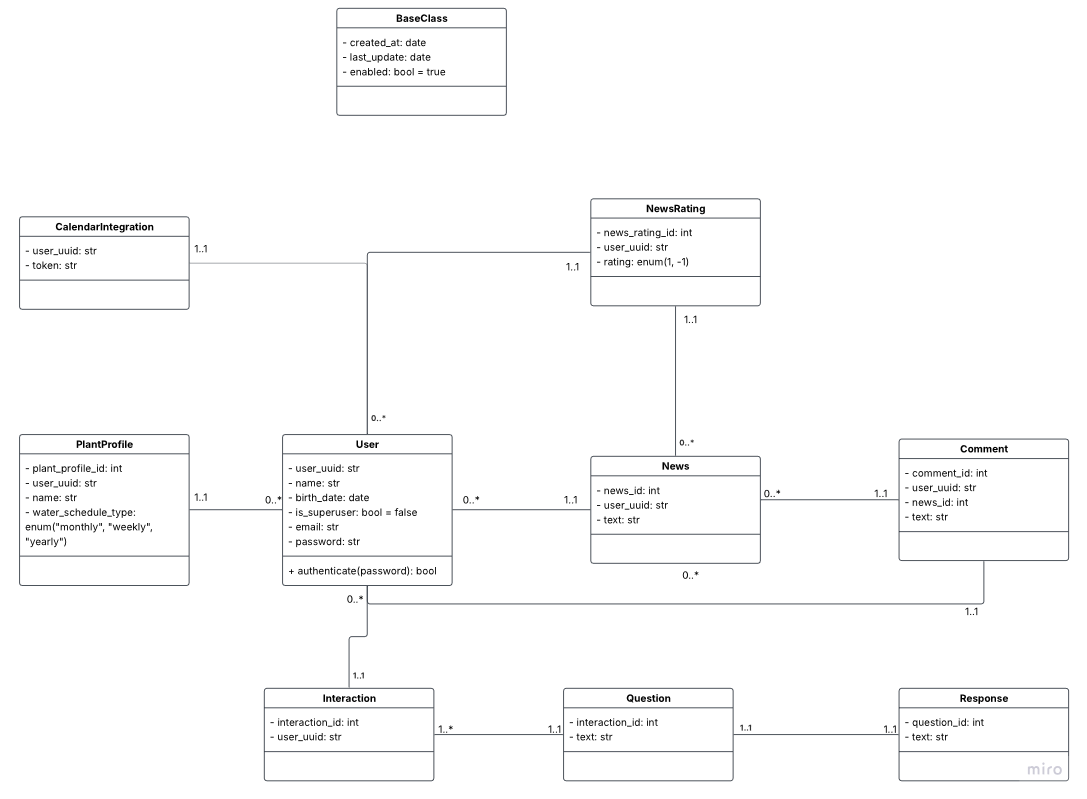 BaseClass
- created_at: date
- last_update: date
- enabled: bool = true
CalendarIntegration
- user_uuid: str
- token: str
1..1
NewsRating
- news_rating_id: int
- user_uuid: str
- rating: enum(1, -1)
1..1
1..1
0..*
0..*
PlantProfile
- plant_profile_id: int
- user_uuid: str
- name: str
- water_schedule_type:
enum("monthly", "weekly",
"yearly")
1..1
0..*
User
- user_uuid: str
- name: str
- birth_date: date
- is_superuser: bool = false
- email: str
- password: str
+ authenticate(password): bool
0..*
1..1
News
- news_id: int
- user_uuid: str
- text: str
0..*
1..1
Comment
- comment_id: int
- user_uuid: str
- news_id: int
- text: str
0..*
0..*
1..1
1..1
Interaction
- interaction_id: int
- user_uuid: str
1..*
1..1
Question
- interaction_id: int
- text: str
1..1
1..1
Response
- question_id: int
- text: str
miro